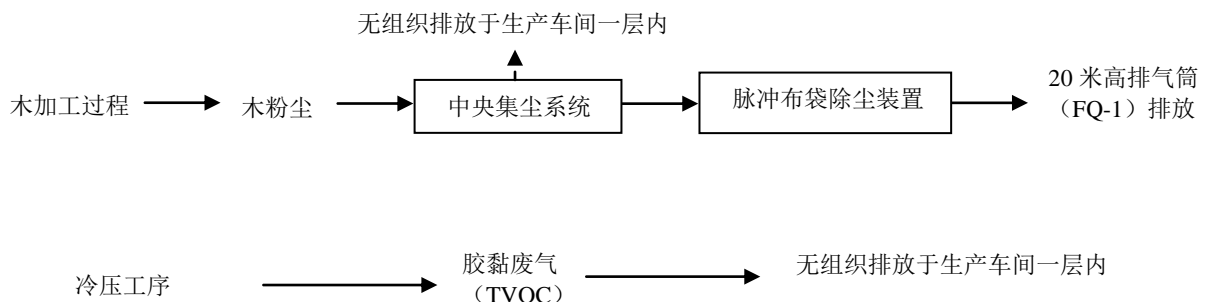 无组织排放于生产车间一层内
木加工过程
木粉尘
中央集尘系统
脉冲布袋除尘装置
20 米高排气筒
（FQ-1）排放
冷压工序
胶黏废气
（TVOC）
无组织排放于生产车间一层内